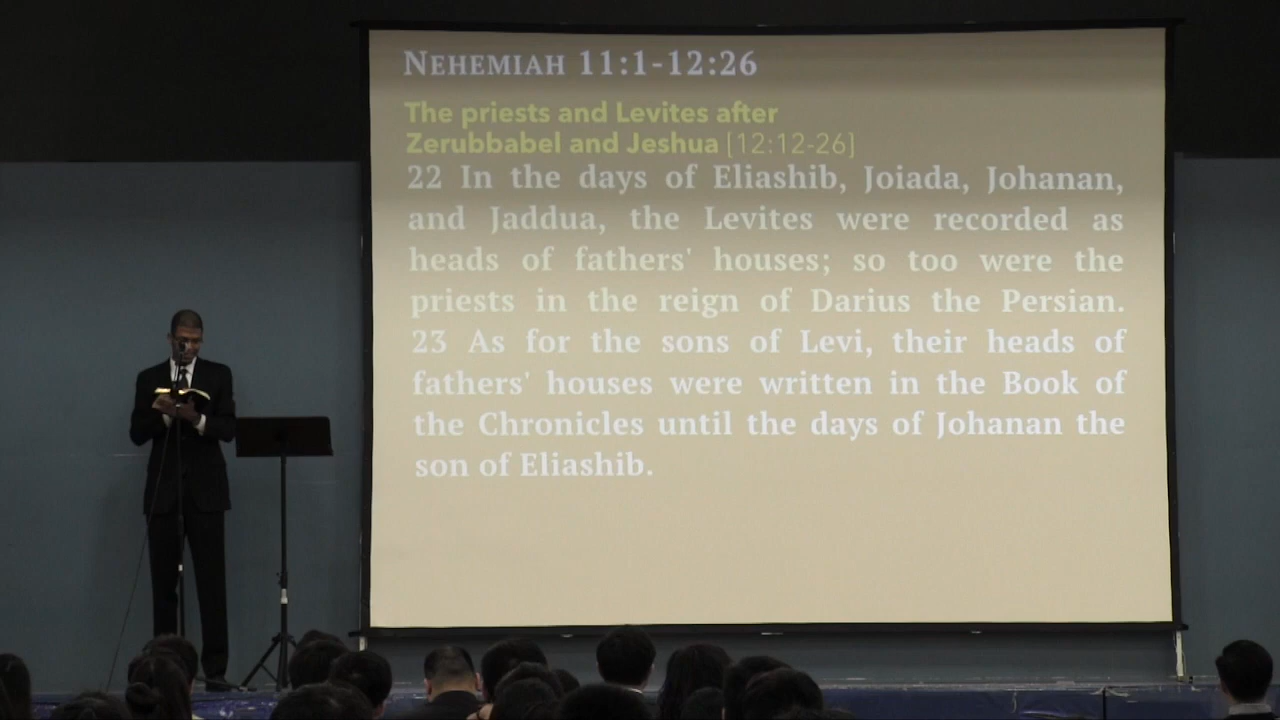 NEHEMIAH 11:1-12:26
The priests and Levites after
Zerubbabel and Jeshua [12:12-26]
22 In the days of Eliashib, Joiada, Johanan,
and Jaddua, the Levites were recorded as
heads of fathers' houses; so too were the
priests in the reign of Darius the Persian.
23 As for the sons of Levi, their heads of
fathers' houses were written in the Book of
the Chronicles until the days of Johanan the
son of Eliashib.